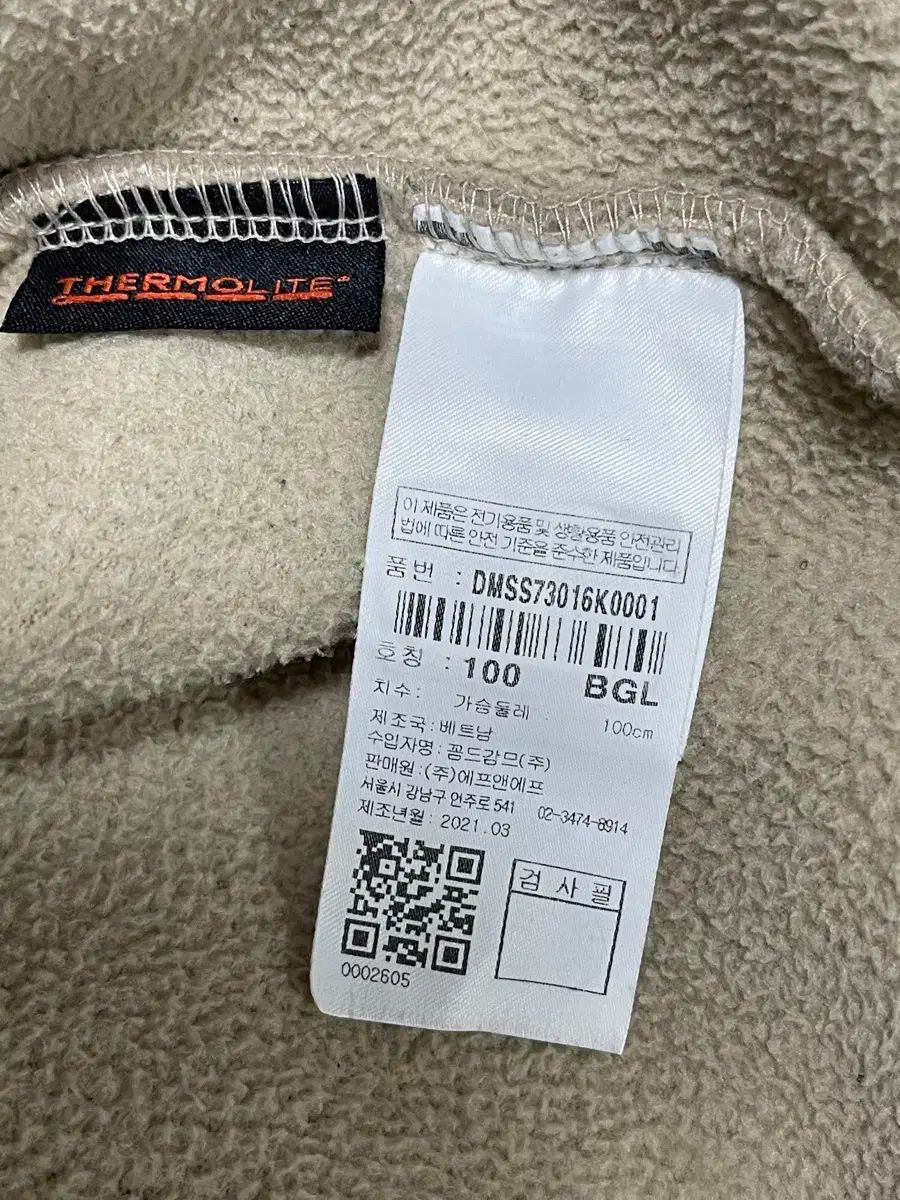 THERMOLITE®
이 제품은 전기용품 및 생활용품 안전관리
법에 따른 안전 기준을 준수한 제품입니다.
품번 : DMSS73016K0001
호칭 : 100 BGL
치수: 가슴둘레 : 100cm
제조국: 베트남
수입자명: 꼼드감므(주)
판매원 :(주)에프앤에프
서울시 강남구 언주로 541 02-3474-8914
제조년월: 2021.03
검 사 필
0002605